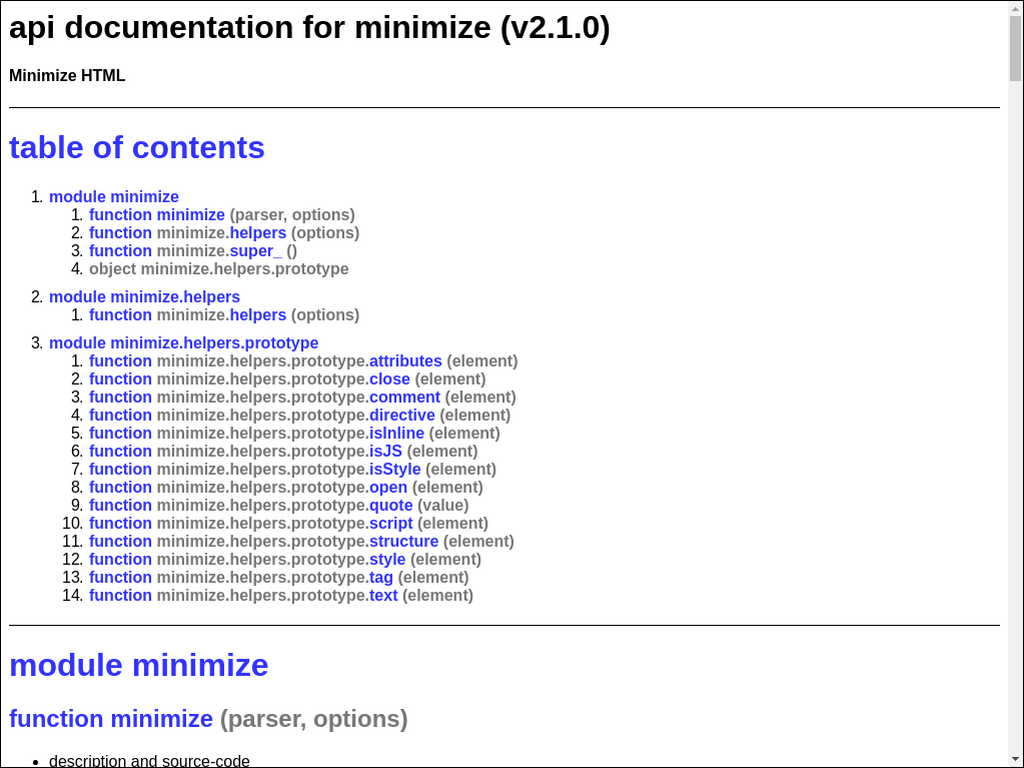 api documentation for minimize (v2.1.0)
Minimize HTML
table of contents
1. module minimize
1. function minimize (parser, options)
2. function minimize.helpers (options)
3. function minimize.super_ ()
4. object minimize.helpers.prototype
2. module minimize.helpers
1. function minimize.helpers (options)
3. module minimize.helpers.prototype
1. function minimize.helpers.prototype.attributes (element)
2. function minimize.helpers.prototype.close (element)
3. function minimize.helpers.prototype.comment (element)
4. function minimize.helpers.prototype.directive (element)
5. function minimize.helpers.prototype.isInline (element)
6. function minimize.helpers.prototype.isJS (element)
7. function minimize.helpers.prototype.isStyle (element)
8. function minimize.helpers.prototype.open (element)
9. function minimize.helpers.prototype.quote (value)
10. function minimize.helpers.prototype.script (element)
11. function minimize.helpers.prototype.structure (element)
12. function minimize.helpers.prototype.style (element)
13. function minimize.helpers.prototype.tag (element)
14. function minimize.helpers.prototype.text (element)
module minimize
function minimize (parser, options)
• description and source-code